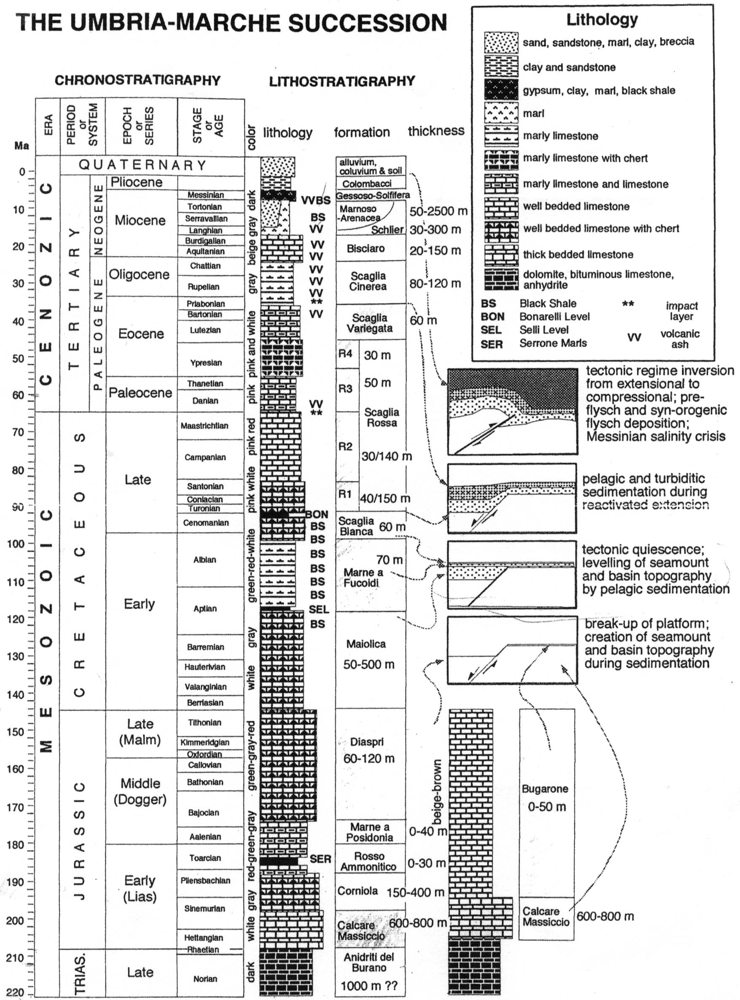 THE UMBRIA-MARCHE SUCCESSION
Lithology
sand, sandstone, marl, clay, breccia
clay and sandstone
gypsum, clay, marl, black shale
marl
marly limestone
marly limestone with chert
marly limestone and limestone
well bedded limestone
well bedded limestone with chert
thick bedded limestone
dolomite, bituminous limestone,
anhydrite
BS Black Shale
BON Bonarelli Level
SEL Selli Level
SER Serrone Marls
** impact
layer
VV volcanic
ash
CHRONOSTRATIGRAPHY
LITHOSTRATIGRAPHY
Ma
ERA
PERIOD
or
SYSTEM
EPOCH
or
SERIES
STAGE
or
AGE
color
lithology
formation
thickness
0
10
20
30
40
50
60
70
80
90
100
110
120
130
140
150
160
170
180
190
200
210
220
CENOZOIC
MESOZOIC
QUATERNARY
TERTIARY
NEOGENE
PALEOGENE
CRETACEOUS
JURASSIC
TRIAS.
Pliocene
Miocene
Oligocene
Eocene
Paleocene
Late
Early
Late
(Malm)
Middle
(Dogger)
Early
(Lias)
Late
Messinian
Tortonian
Serravallian
Langhian
Burdigalian
Aquitanian
Chattian
Rupelian
Priabonian
Bartonian
Lutezian
Ypresian
Thanetian
Danian
Maastrichtian
Campanian
Santonian
Coniacian
Turonian
Cenomanian
Albian
Aptian
Barremian
Hauterivian
Valanginian
Berriasian
Tithonian
Kimmeridgian
Oxfordian
Callovian
Bathonian
Bajocian
Aalenian
Toarcian
Pliensbachian
Sinemurian
Hettangian
Rhaetian
Norian
dark
beige gray
gray
pink and white
pink
pink red
pink white
green-red-white
gray
white
green-gray-red
red-green-gray
gray
white
dark
VVBS
BS
VV
VV
VV
VV
VV
VV
**
VV
VV
**
BON
BS
BS
BS
BS
BS
BS
SEL
BS
SER
alluvium,
coluvium & soil
Colombacci
Gessoso-Solfifera
Marnoso
-Arenacea
50-2500 m
Schlier
30-300 m
Bisciaro
20-150 m
Scaglia
Cinerea
80-120 m
Scaglia
Variegata
60 m
R4
30 m
R3
50 m
Scaglia
Rossa
R2
30/140 m
R1
40/150 m
Scaglia
Bianca
60 m
70 m
Marne a
Fucoidi
Maiolica
50-500 m
Diaspri
60-120 m
Marne a
Posidonia
0-40 m
Rosso
Ammonitico
0-30 m
Corniola
150-400 m
Calcare
Massiccio
600-800 m
Anidriti del
Burano
1000 m ??
tectonic regime inversion
from extensional to
compressional; pre-
flysch and syn-orogenic
flysch deposition;
Messinian salinity crisis
pelagic and turbiditic
sedimentation during
reactivated extension
tectonic quiescence;
levelling of seamount
and basin topography
by pelagic sedimentation
break-up of platform;
creation of seamount
and basin topography
during sedimentation
beige-brown
Bugarone
0-50 m
Calcare
Massiccio
600-800 m